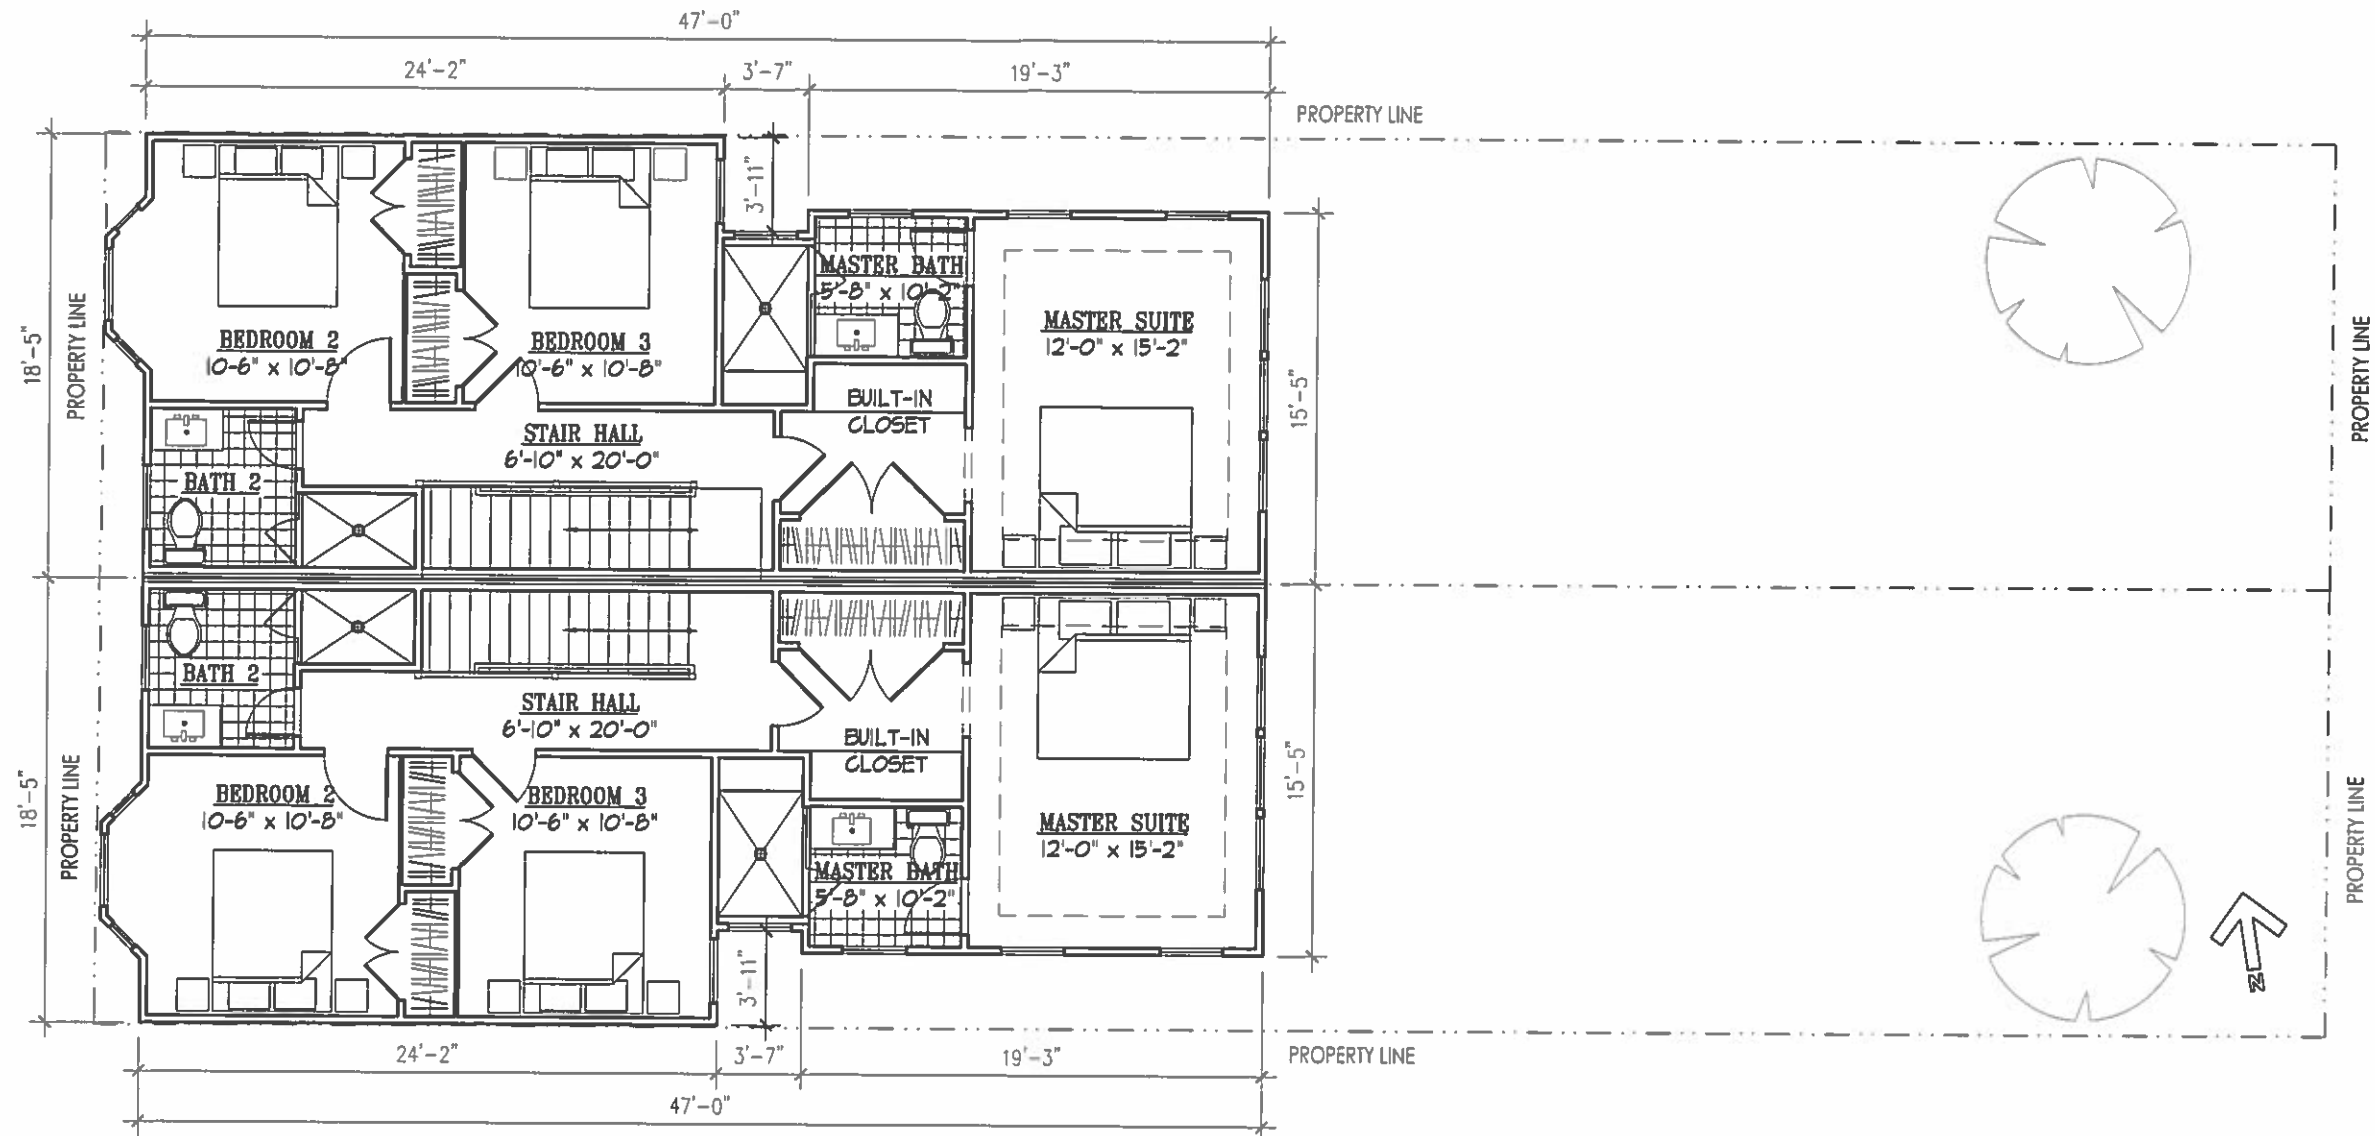 47'-0"
24'-2"
3'-7"
19'-3"
PROPERTY LINE
3'-11"
18'-5"
PROPERTY LINE
BEDROOM 2
10-6" x 10'-8"
BEDROOM 3
10'-6" x 10'-8"
MASTER BATH
5'-8" x 10'-2"
MASTER SUITE
12'-0" x 15'-2"
15'-5"
PROPERTY LINE
BUILT-IN
CLOSET
STAIR HALL
6'-10" x 20'-0"
BATH 2
BATH 2
STAIR HALL
6'-10" x 20'-0"
BUILT-IN
CLOSET
18'-5"
PROPERTY LINE
BEDROOM 2
10-6" x 10'-8"
BEDROOM 3
10'-6" x 10'-8"
MASTER BATH
5'-8" x 10'-2"
MASTER SUITE
12'-0" x 15'-2"
15'-5"
PROPERTY LINE
N
3'-11"
24'-2"
3'-7"
19'-3"
PROPERTY LINE
47'-0"